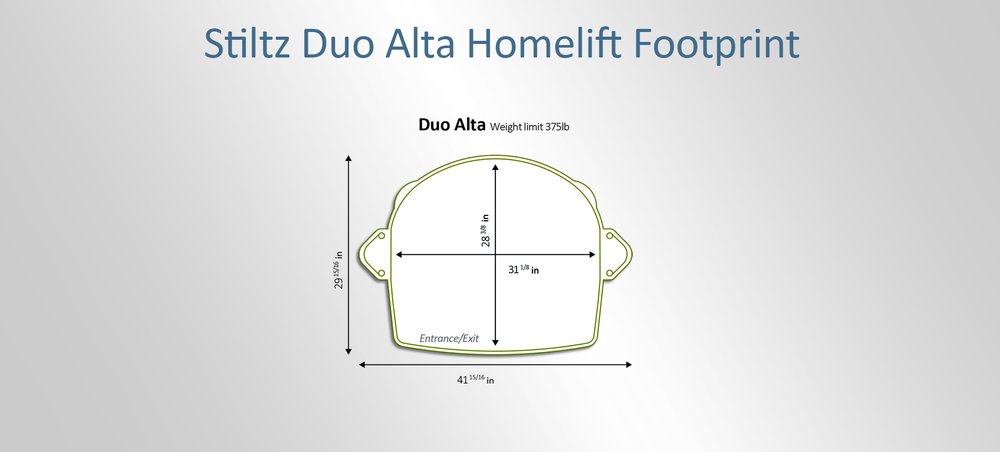 Stiltz Duo Alta Homelift Footprint
Duo Alta Weight limit 375lb
28 3/8 in
29 15/16 in
31 1/8 in
Entrance/Exit
41 15/16 in